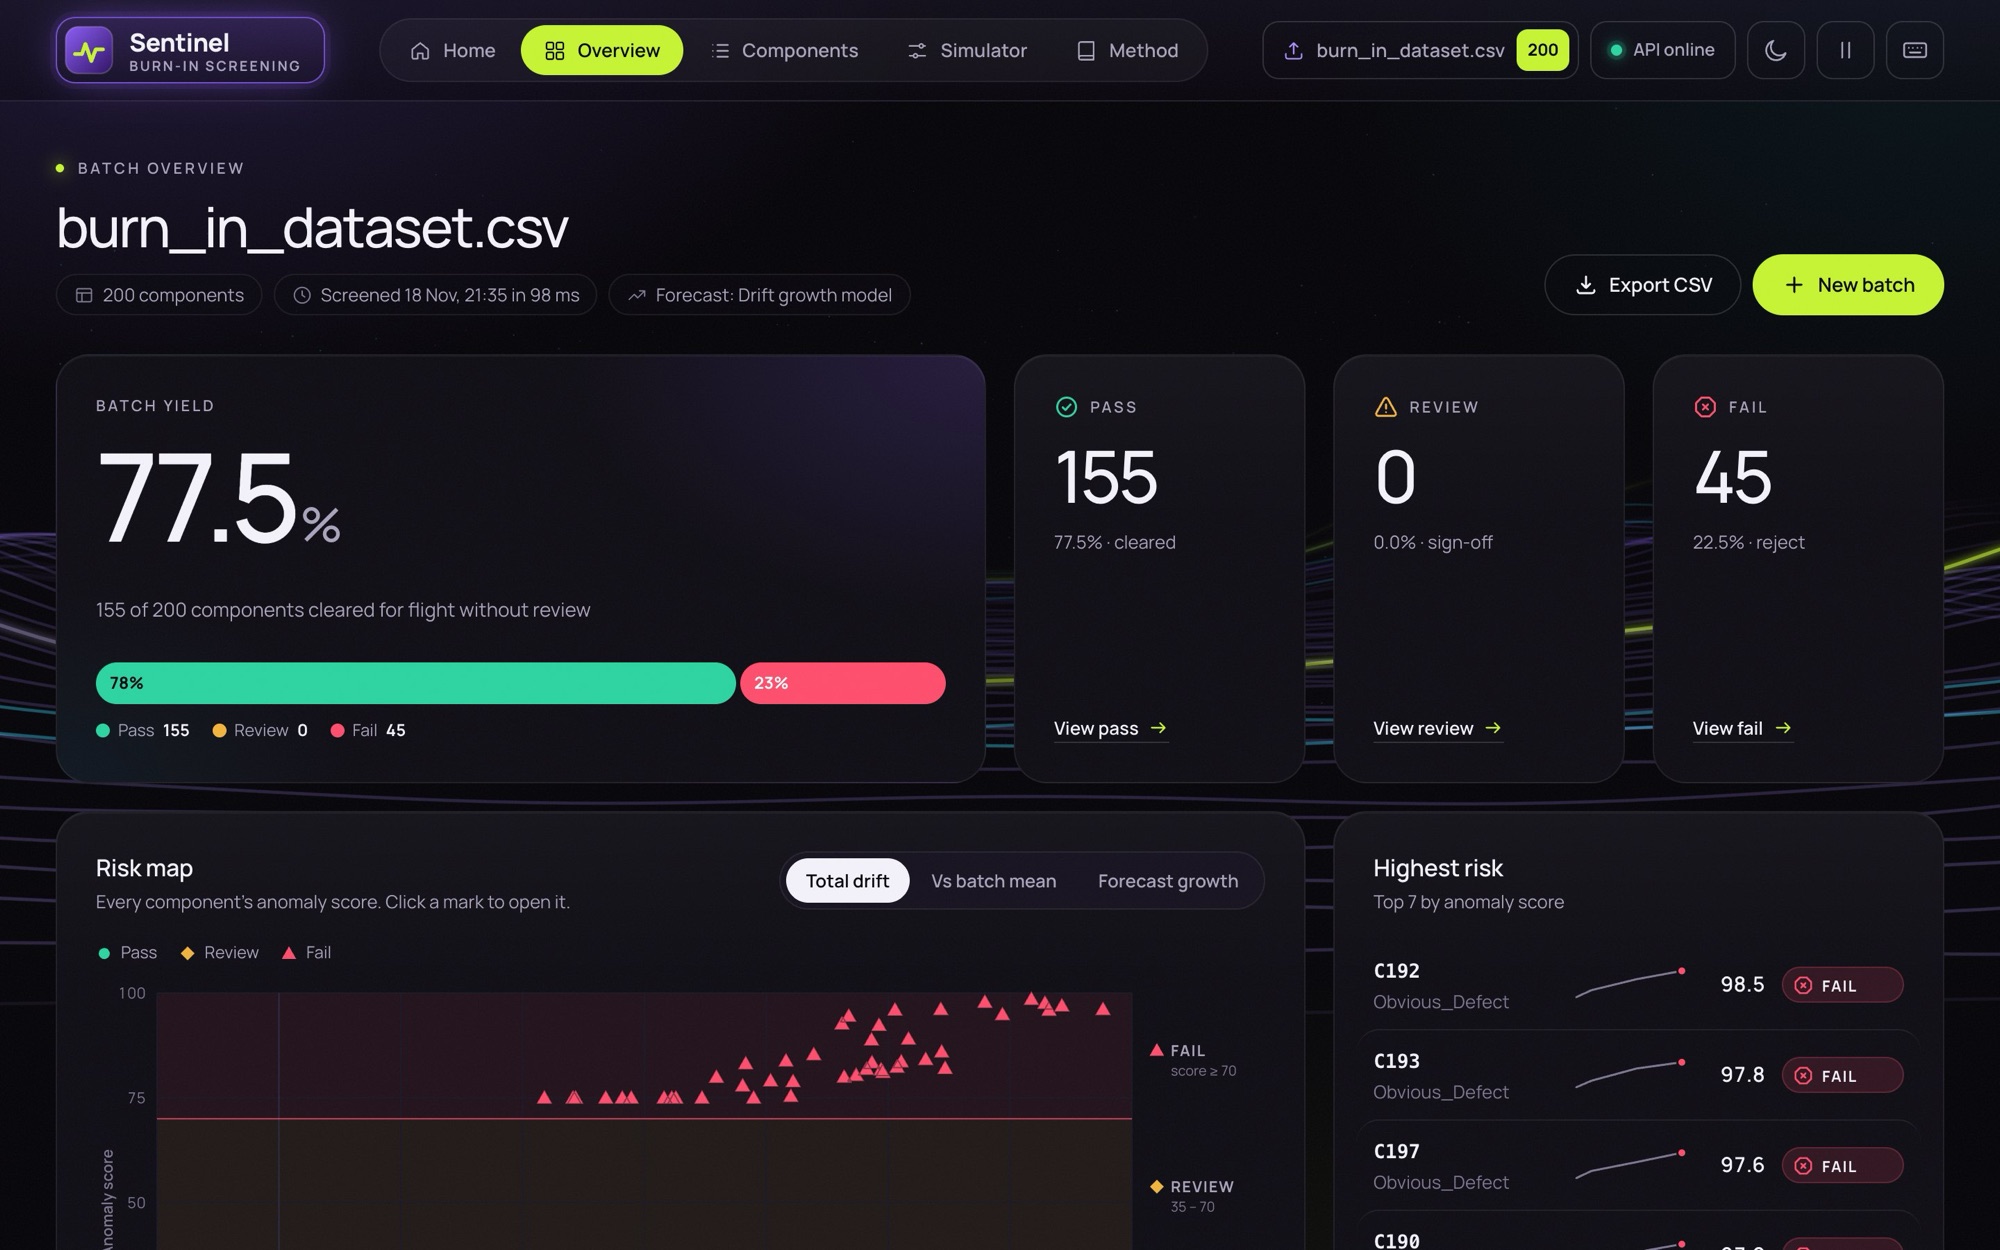 Sentinel
BURN-IN SCREENING
Home
Overview
Components
Simulator
Method
burn_in_dataset.csv
200
API online
BATCH OVERVIEW
burn_in_dataset.csv
200 components
Screened 18 Nov, 21:35 in 98 ms
Forecast: Drift growth model
Export CSV
New batch
BATCH YIELD
77.5%
155 of 200 components cleared for flight without review
78%
23%
Pass 155
Review 0
Fail 45
PASS
155
77.5% · cleared
View pass →
REVIEW
0
0.0% · sign-off
View review →
FAIL
45
22.5% · reject
View fail →
Risk map
Every component's anomaly score. Click a mark to open it.
Total drift
Vs batch mean
Forecast growth
Pass
Review
Fail
100
75
50
Anomaly score
FAIL
score ≥ 70
REVIEW
35 – 70
Highest risk
Top 7 by anomaly score
C192
Obvious_Defect
98.5
FAIL
C193
Obvious_Defect
97.8
FAIL
C197
Obvious_Defect
97.6
FAIL
C190